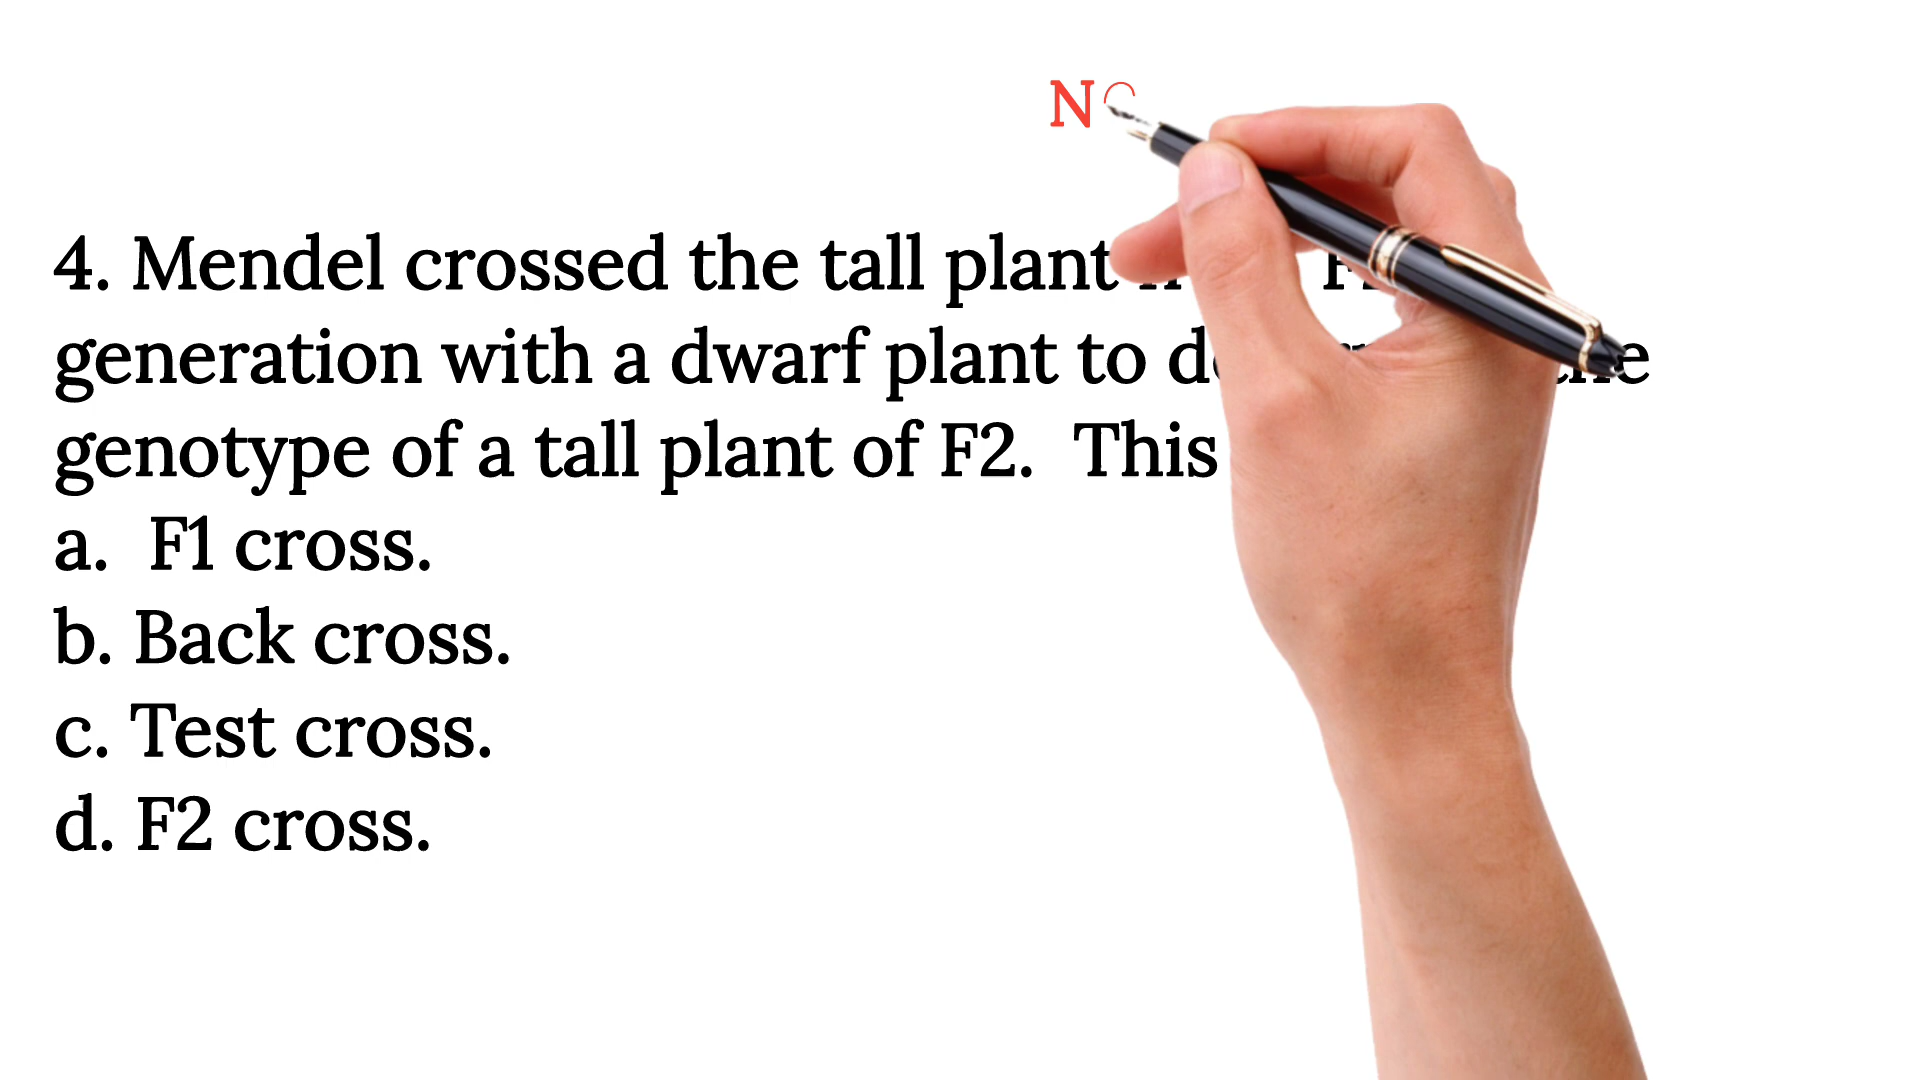 N
4. Mendel crossed the tall plant
generation with a dwarf plant to
genotype of a tall plant of F2. This
a. F1 cross.
b. Back cross.
c. Test cross.
d. F2 cross.